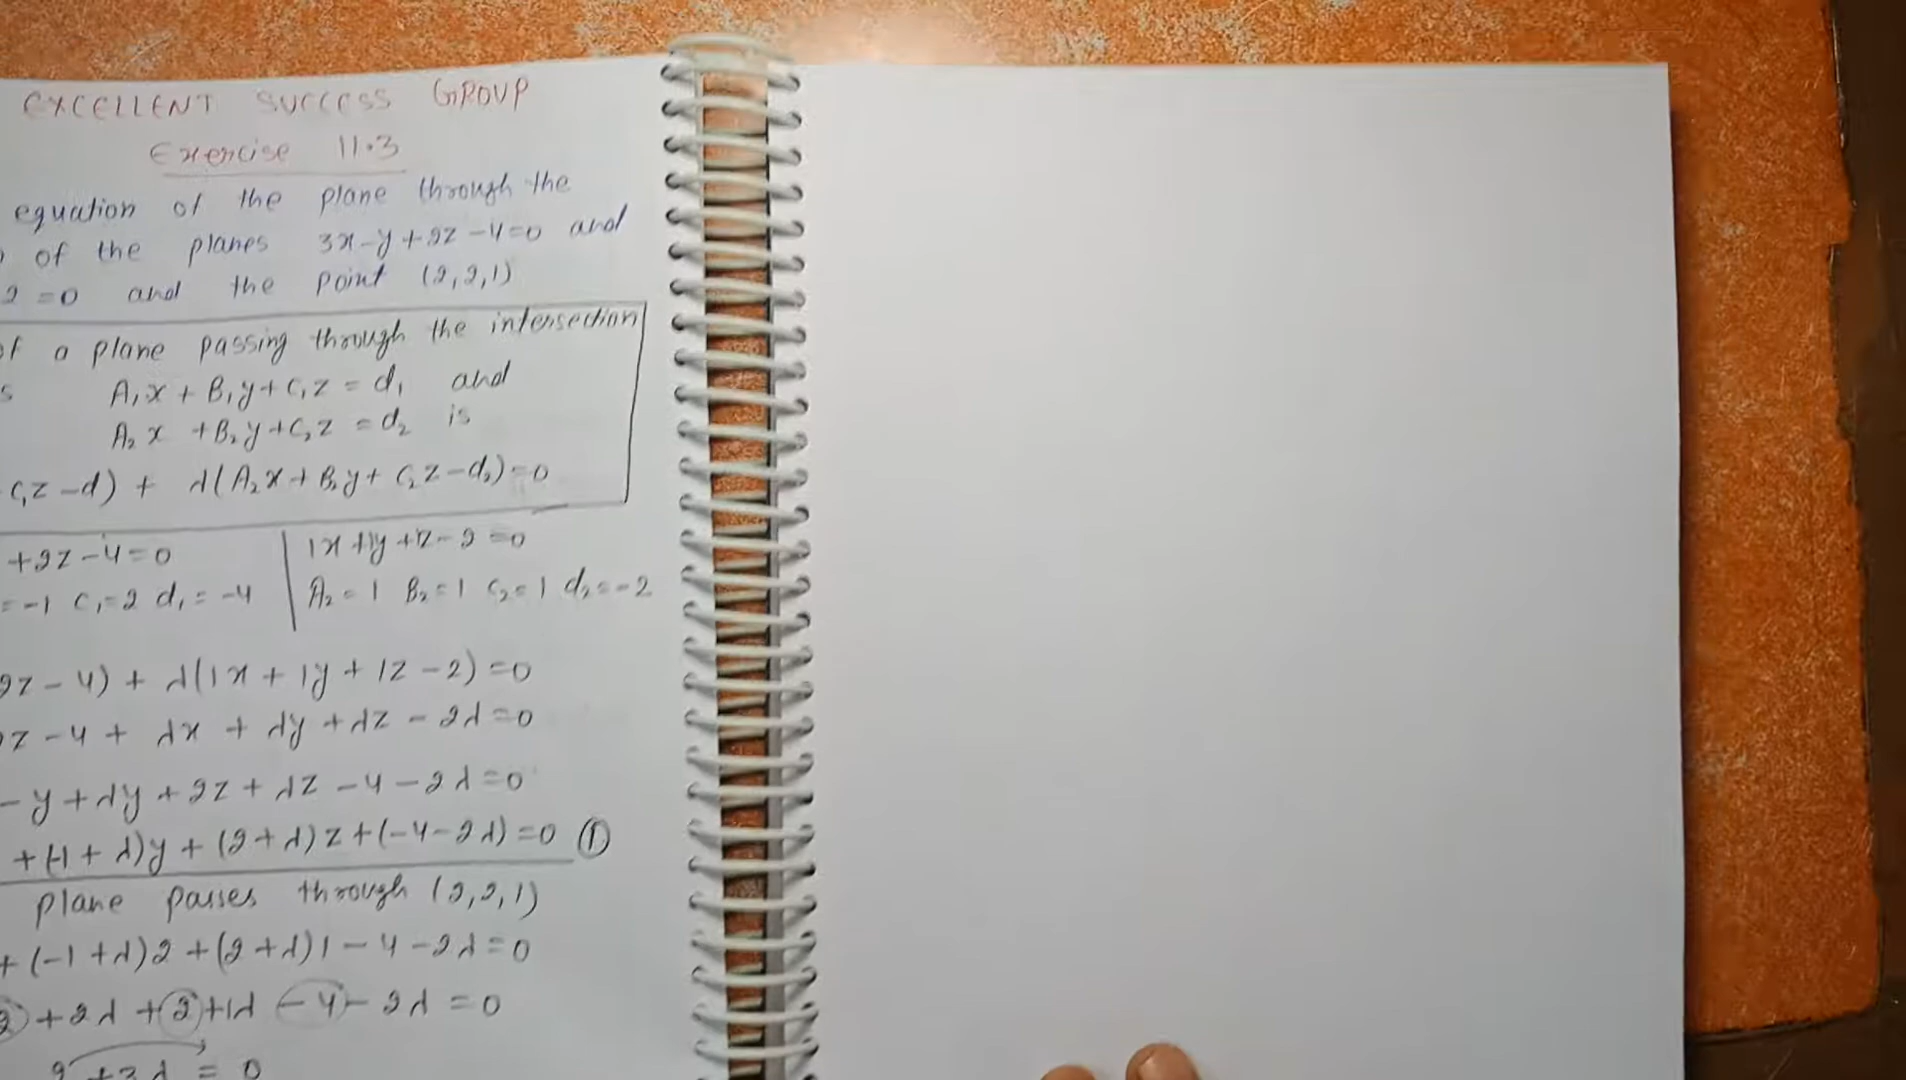 EXCELLENT SUCCESS GROUP
Exercise 11.3
equation of the plane through the
of the planes 3x-y+2z-4=0 and
2=0 and the point (2,2,1)
of a plane passing through the intersection
s A₁x + B₁y + C₁z = d₁ and
A₂x + B₂y + C₂z = d₂ is
C₁z - d) + λ(A₂x + B₂y + C₂z - d₂) = 0
+2z-4=0 | 1x+1y+1z-2=0
=-1 C₁=2 d₁=-4 | A₂=1 B₂=1 C₂=1 d₂=-2
2z-4) + λ(1x + 1y + 1z - 2) = 0
z-4 + λx + λy + λz - 2λ = 0
-y + λy + 2z + λz - 4 - 2λ = 0
+(-1+λ)y + (2+λ)z + (-4-2λ) = 0 ①
plane passes through (2,2,1)
+(-1+λ)2 + (2+λ)1 - 4 - 2λ = 0
2 + 2λ + 2 + 1λ - 4 - 2λ = 0
2 + 3λ = 0